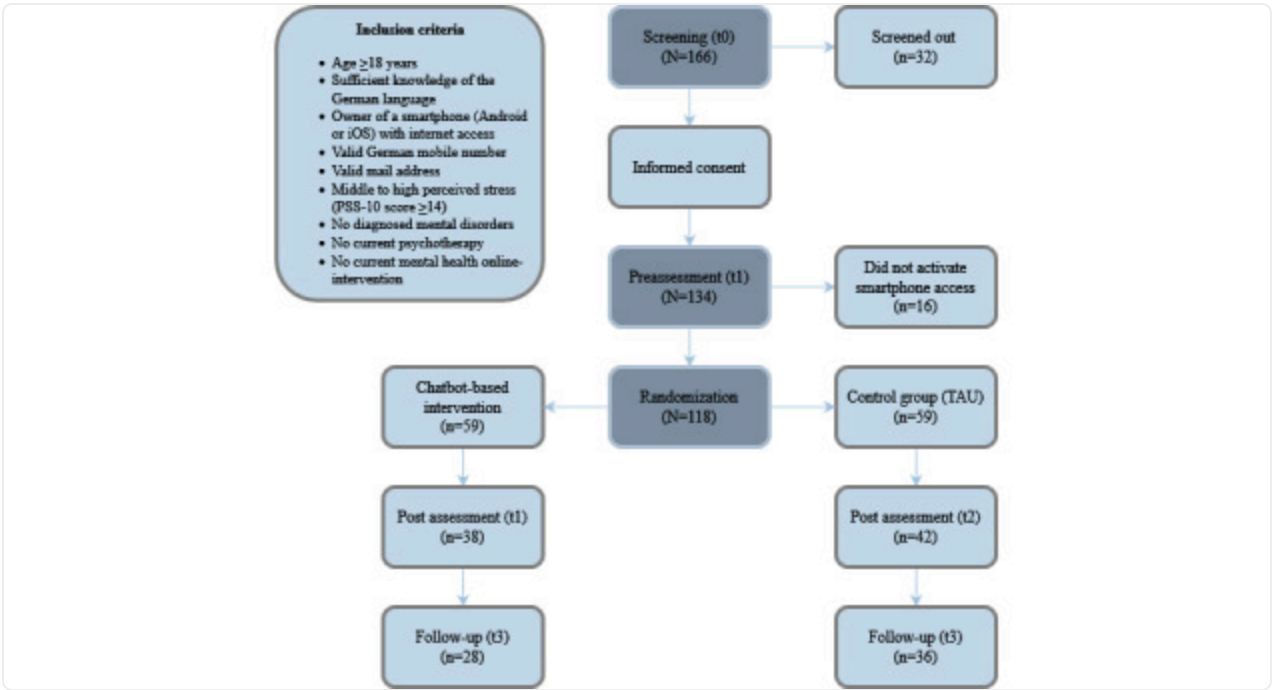 Inclusion criteria
• Age ≥18 years
• Sufficient knowledge of the
German language
• Owner of a smartphone (Android
or iOS) with internet access
• Valid German mobile number
• Valid mail address
• Middle to high perceived stress
(PSS-10 score ≥14)
• No diagnosed mental disorders
• No current psychotherapy
• No current mental health online-
intervention
Screening (t0)
(N=166)
Screened out
(n=32)
Informed consent
Preassessment (t1)
(N=134)
Did not activate
smartphone access
(n=16)
Chatbot-based
intervention
(n=59)
Randomization
(N=118)
Control group (TAU)
(n=59)
Post assessment (t1)
(n=38)
Post assessment (t2)
(n=42)
Follow-up (t3)
(n=28)
Follow-up (t3)
(n=36)